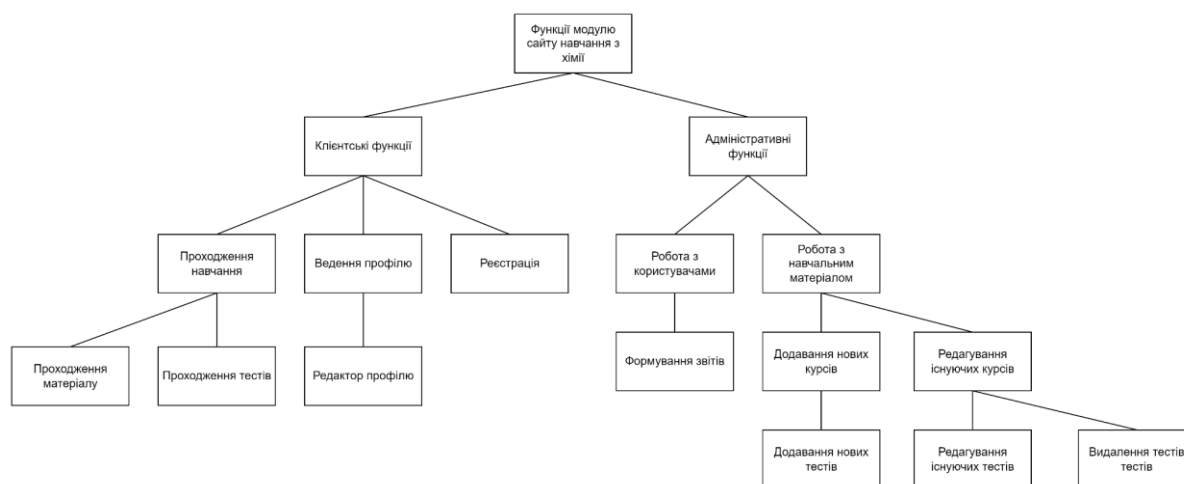 Функції модулю
сайту навчання з
хімії
Клієнтські функції
Адміністративні
функції
Проходження
навчання
Ведення профілю
Реєстрація
Робота з
користувачами
Робота з
навчальним
матеріалом
Проходження
матеріалу
Проходження тестів
Редактор профілю
Формування звітів
Додавання нових
курсів
Редагування
існуючих курсів
Додавання нових
тестів
Редагування
існуючих тестів
Видалення тестів
тестів